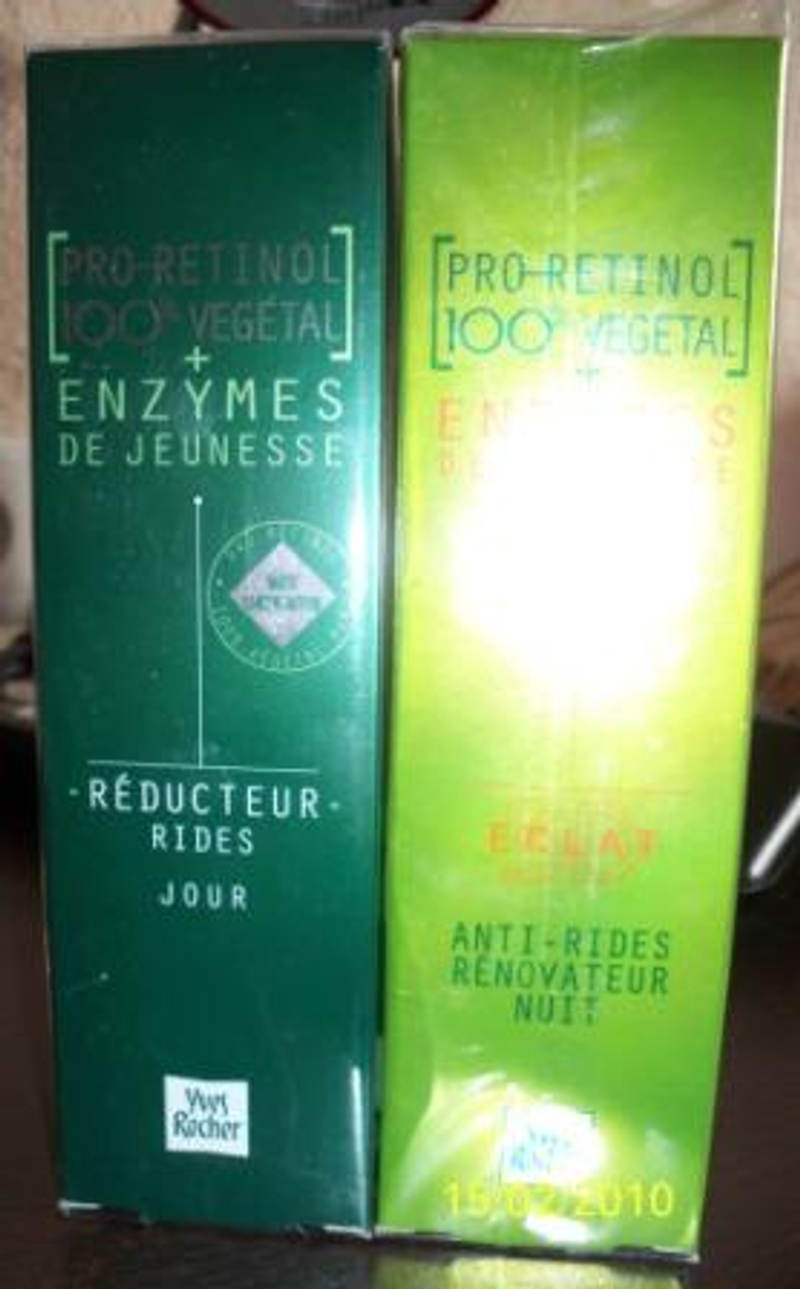 PRO-RETINOL
100% VEGETAL
+
ENZYMES
DE JEUNESSE
-RÉDUCTEUR-
RIDES
JOUR
Yves
Rocher
PRO-RETINOL
100% VEGETAL
+
ECLAT
ANTI-RIDES
RÉNOVATEUR
NUIT
15/02/2010